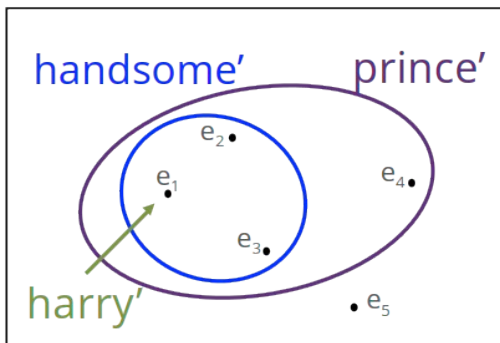 handsome’ prince’
e₂
e₁
e₄
e₃
harry’
e₅